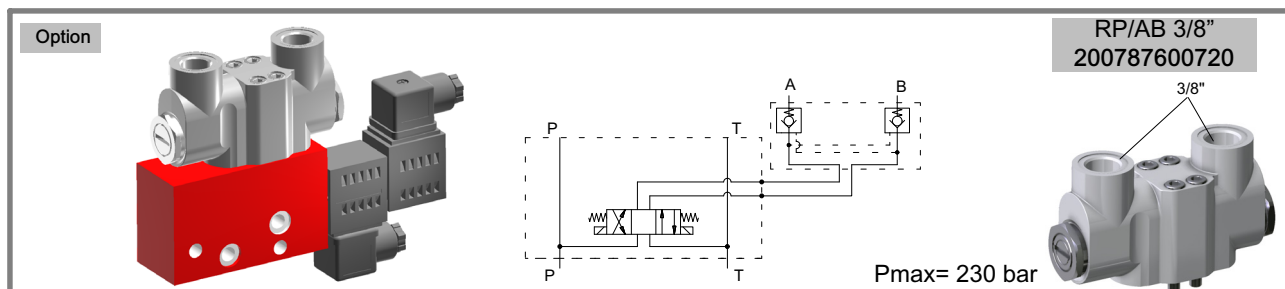 Option
RP/AB 3/8”
200787600720
3/8"
A B
P T
P T
Pmax= 230 bar